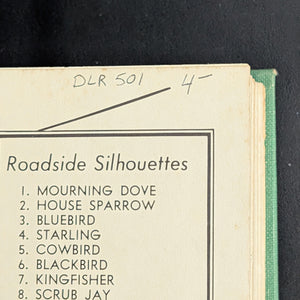 DLR 501 4-
Roadside Silhouettes
1. MOURNING DOVE
2. HOUSE SPARROW
3. BLUEBIRD
4. STARLING
5. COWBIRD
6. BLACKBIRD
7. KINGFISHER
8. SCRUB JAY